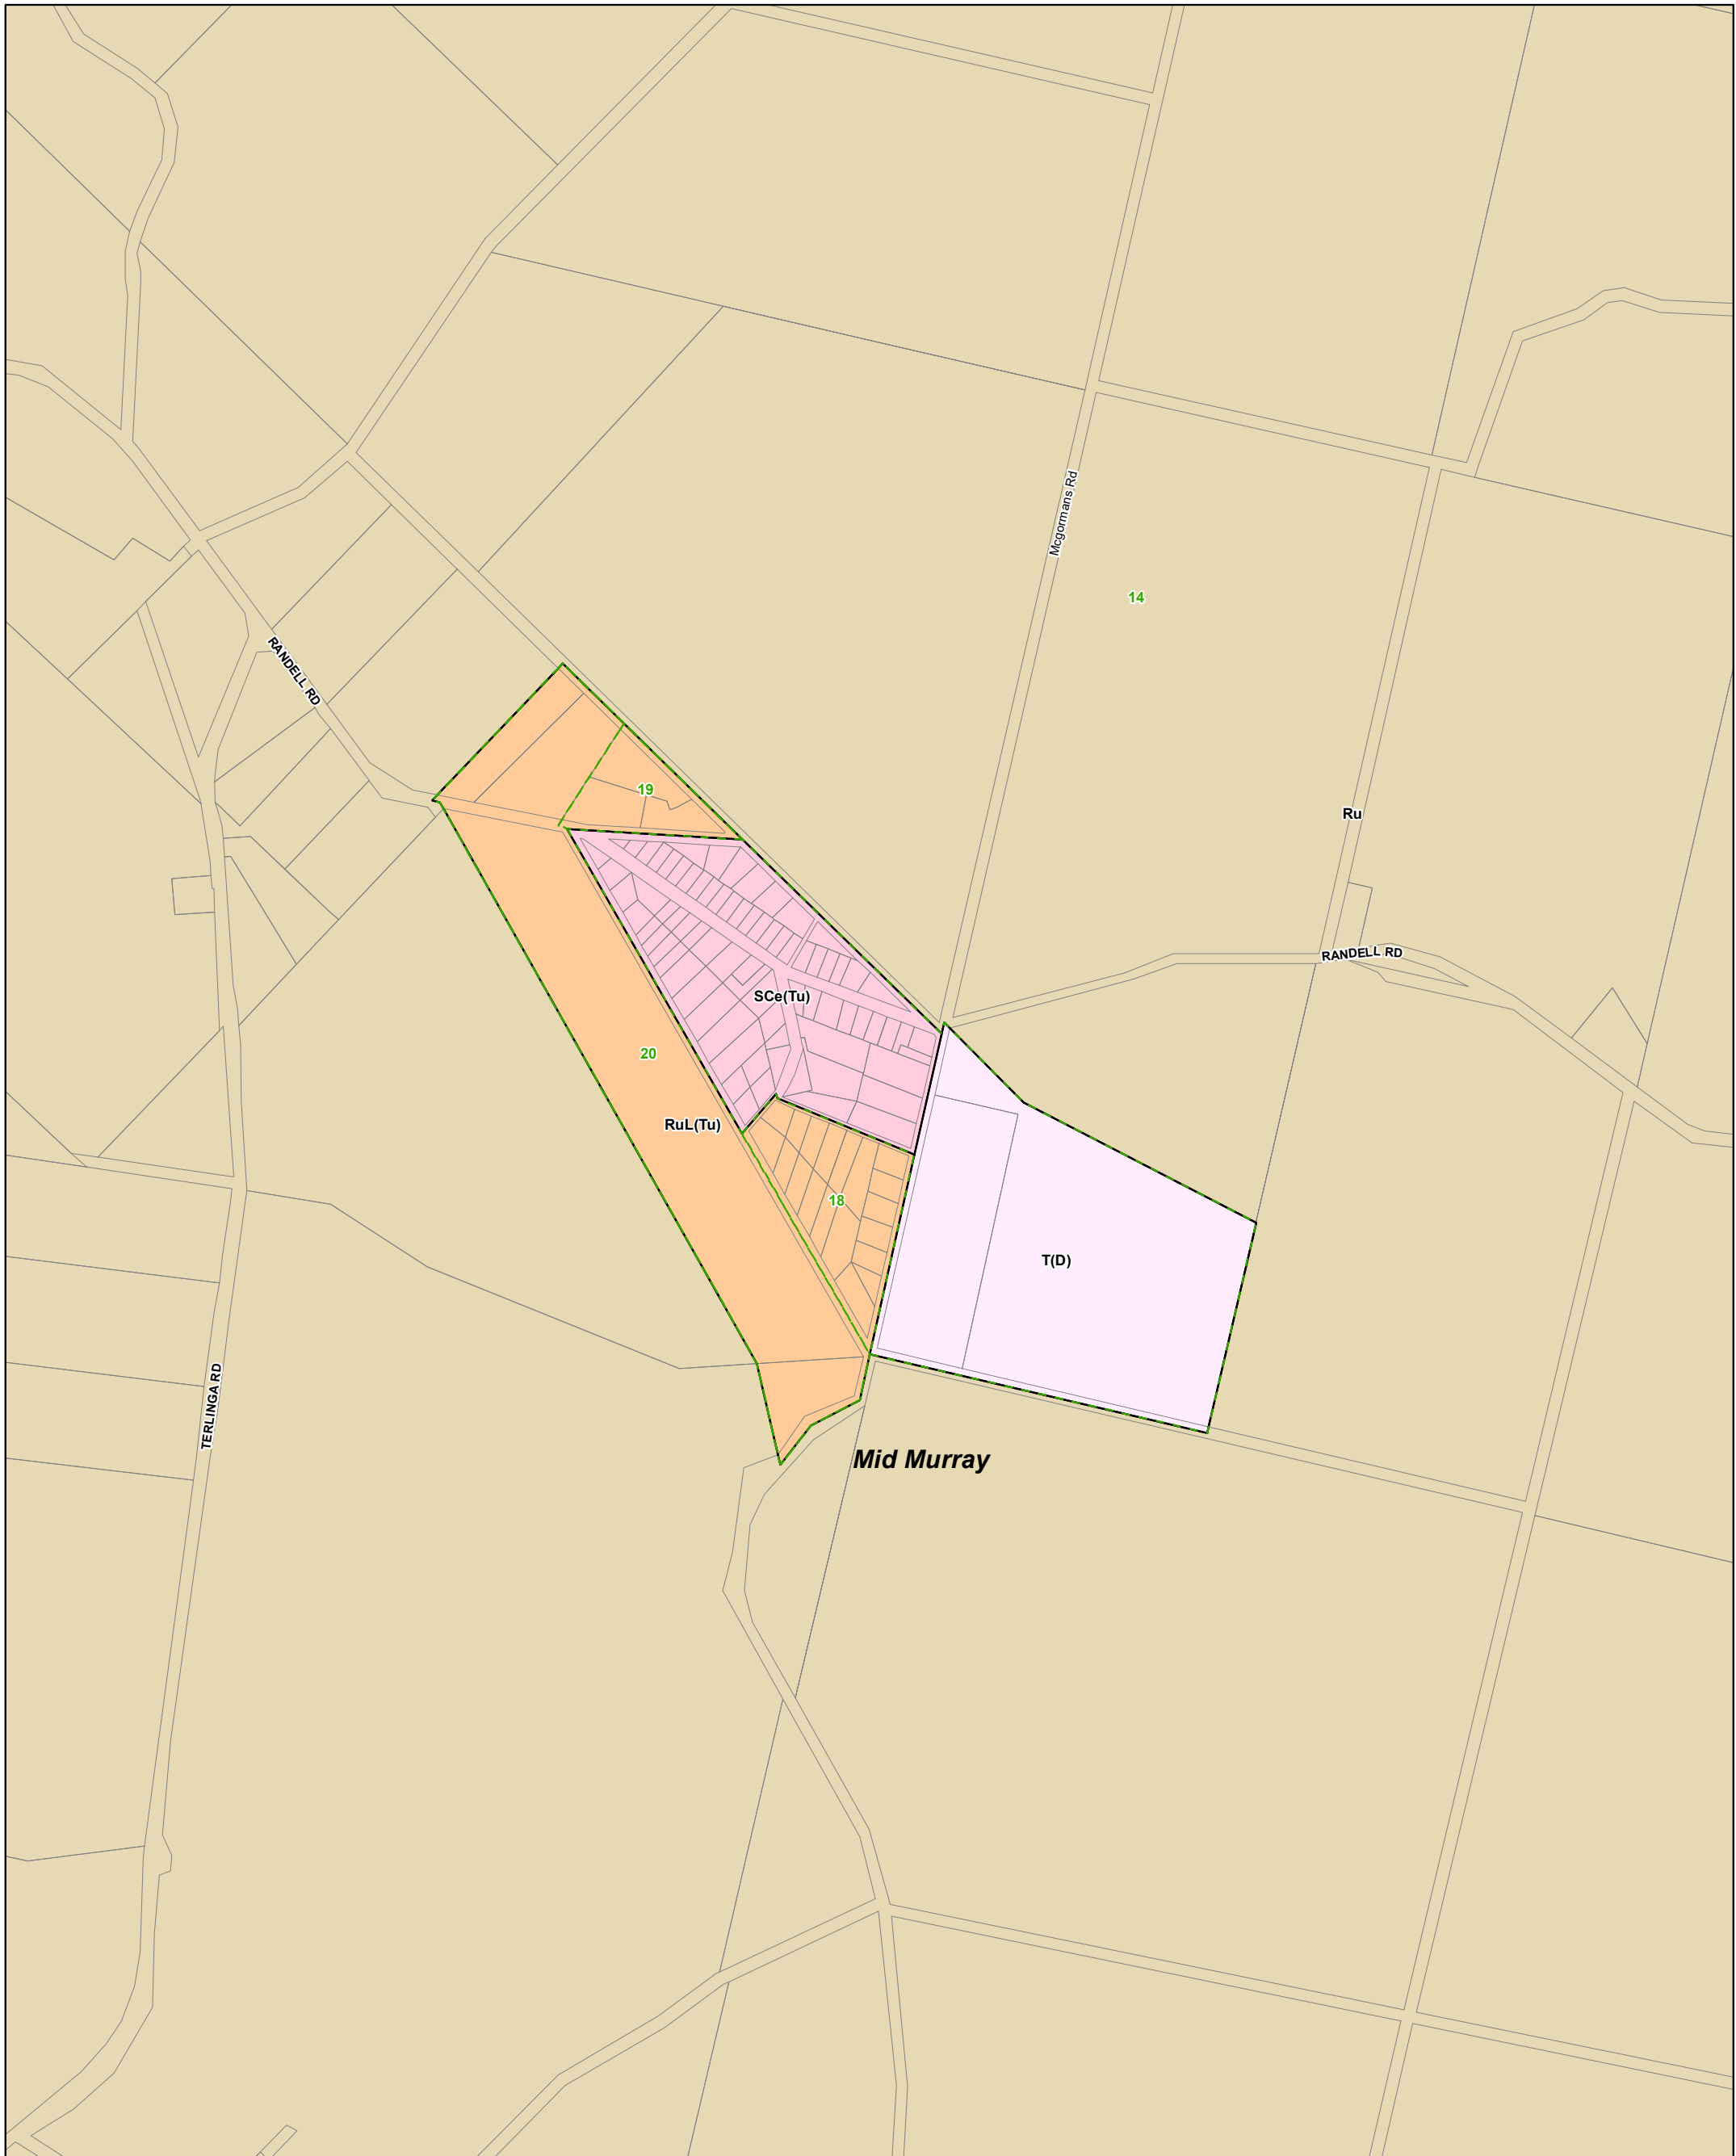 Mcgormans Rd
14
RANDELL RD
19
Ru
RANDELL RD
SCe(Tu)
20
RuL(Tu)
18
T(D)
TERLINGA RD
Mid Murray